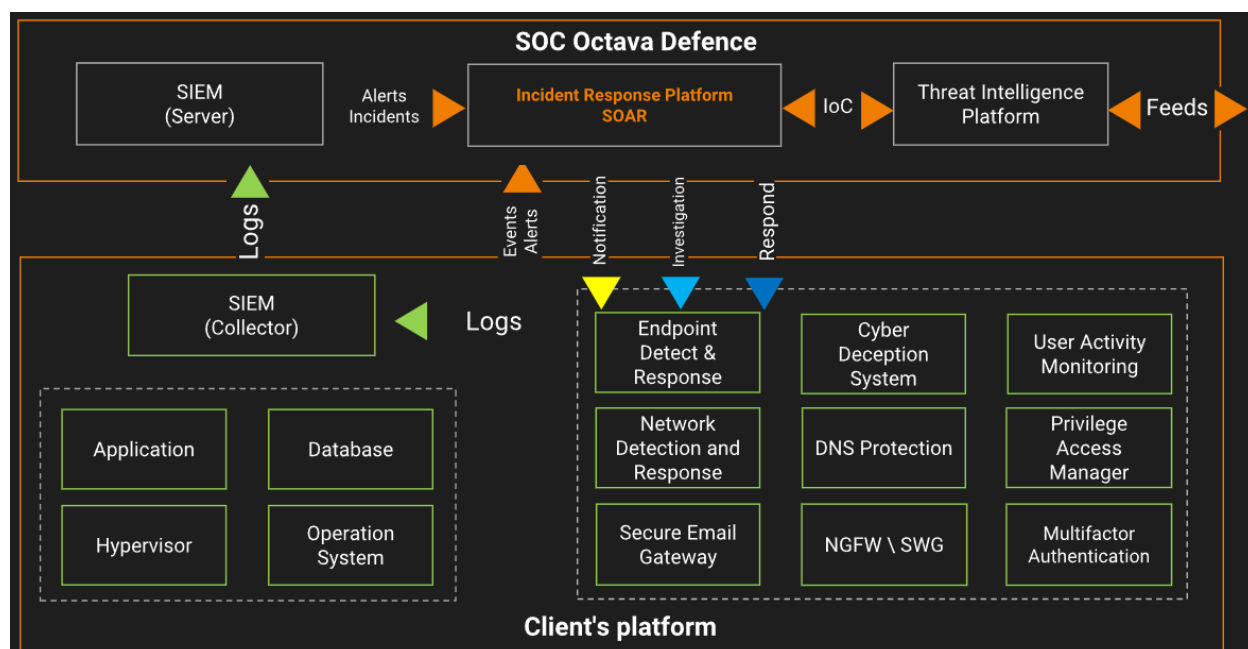 SOC Octava Defence
SIEM
(Server)
Alerts
Incidents
Incident Response Platform
SOAR
IoC
Threat Intelligence
Platform
Feeds
Logs
Events
Alerts
Notification
Investigation
Respond
SIEM
(Collector)
Logs
Application
Database
Hypervisor
Operation
System
Endpoint
Detect &
Response
Cyber
Deception
System
User Activity
Monitoring
Network
Detection and
Response
DNS Protection
Privilege
Access
Manager
Secure Email
Gateway
NGFW \ SWG
Multifactor
Authentication
Client's platform